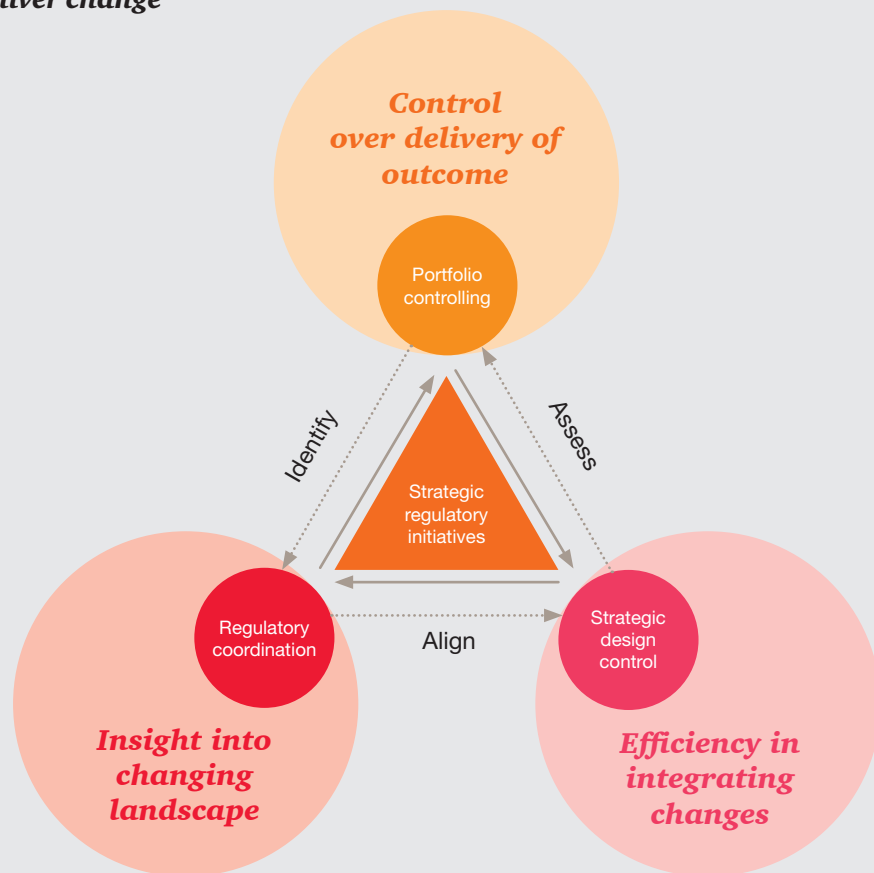 change
Control
over delivery of
outcome
Portfolio
controlling
Identify
Assess
Strategic
regulatory
initiatives
Regulatory
coordination
Align
Strategic
design
control
Insight into
changing
landscape
Efficiency in
integrating
changes